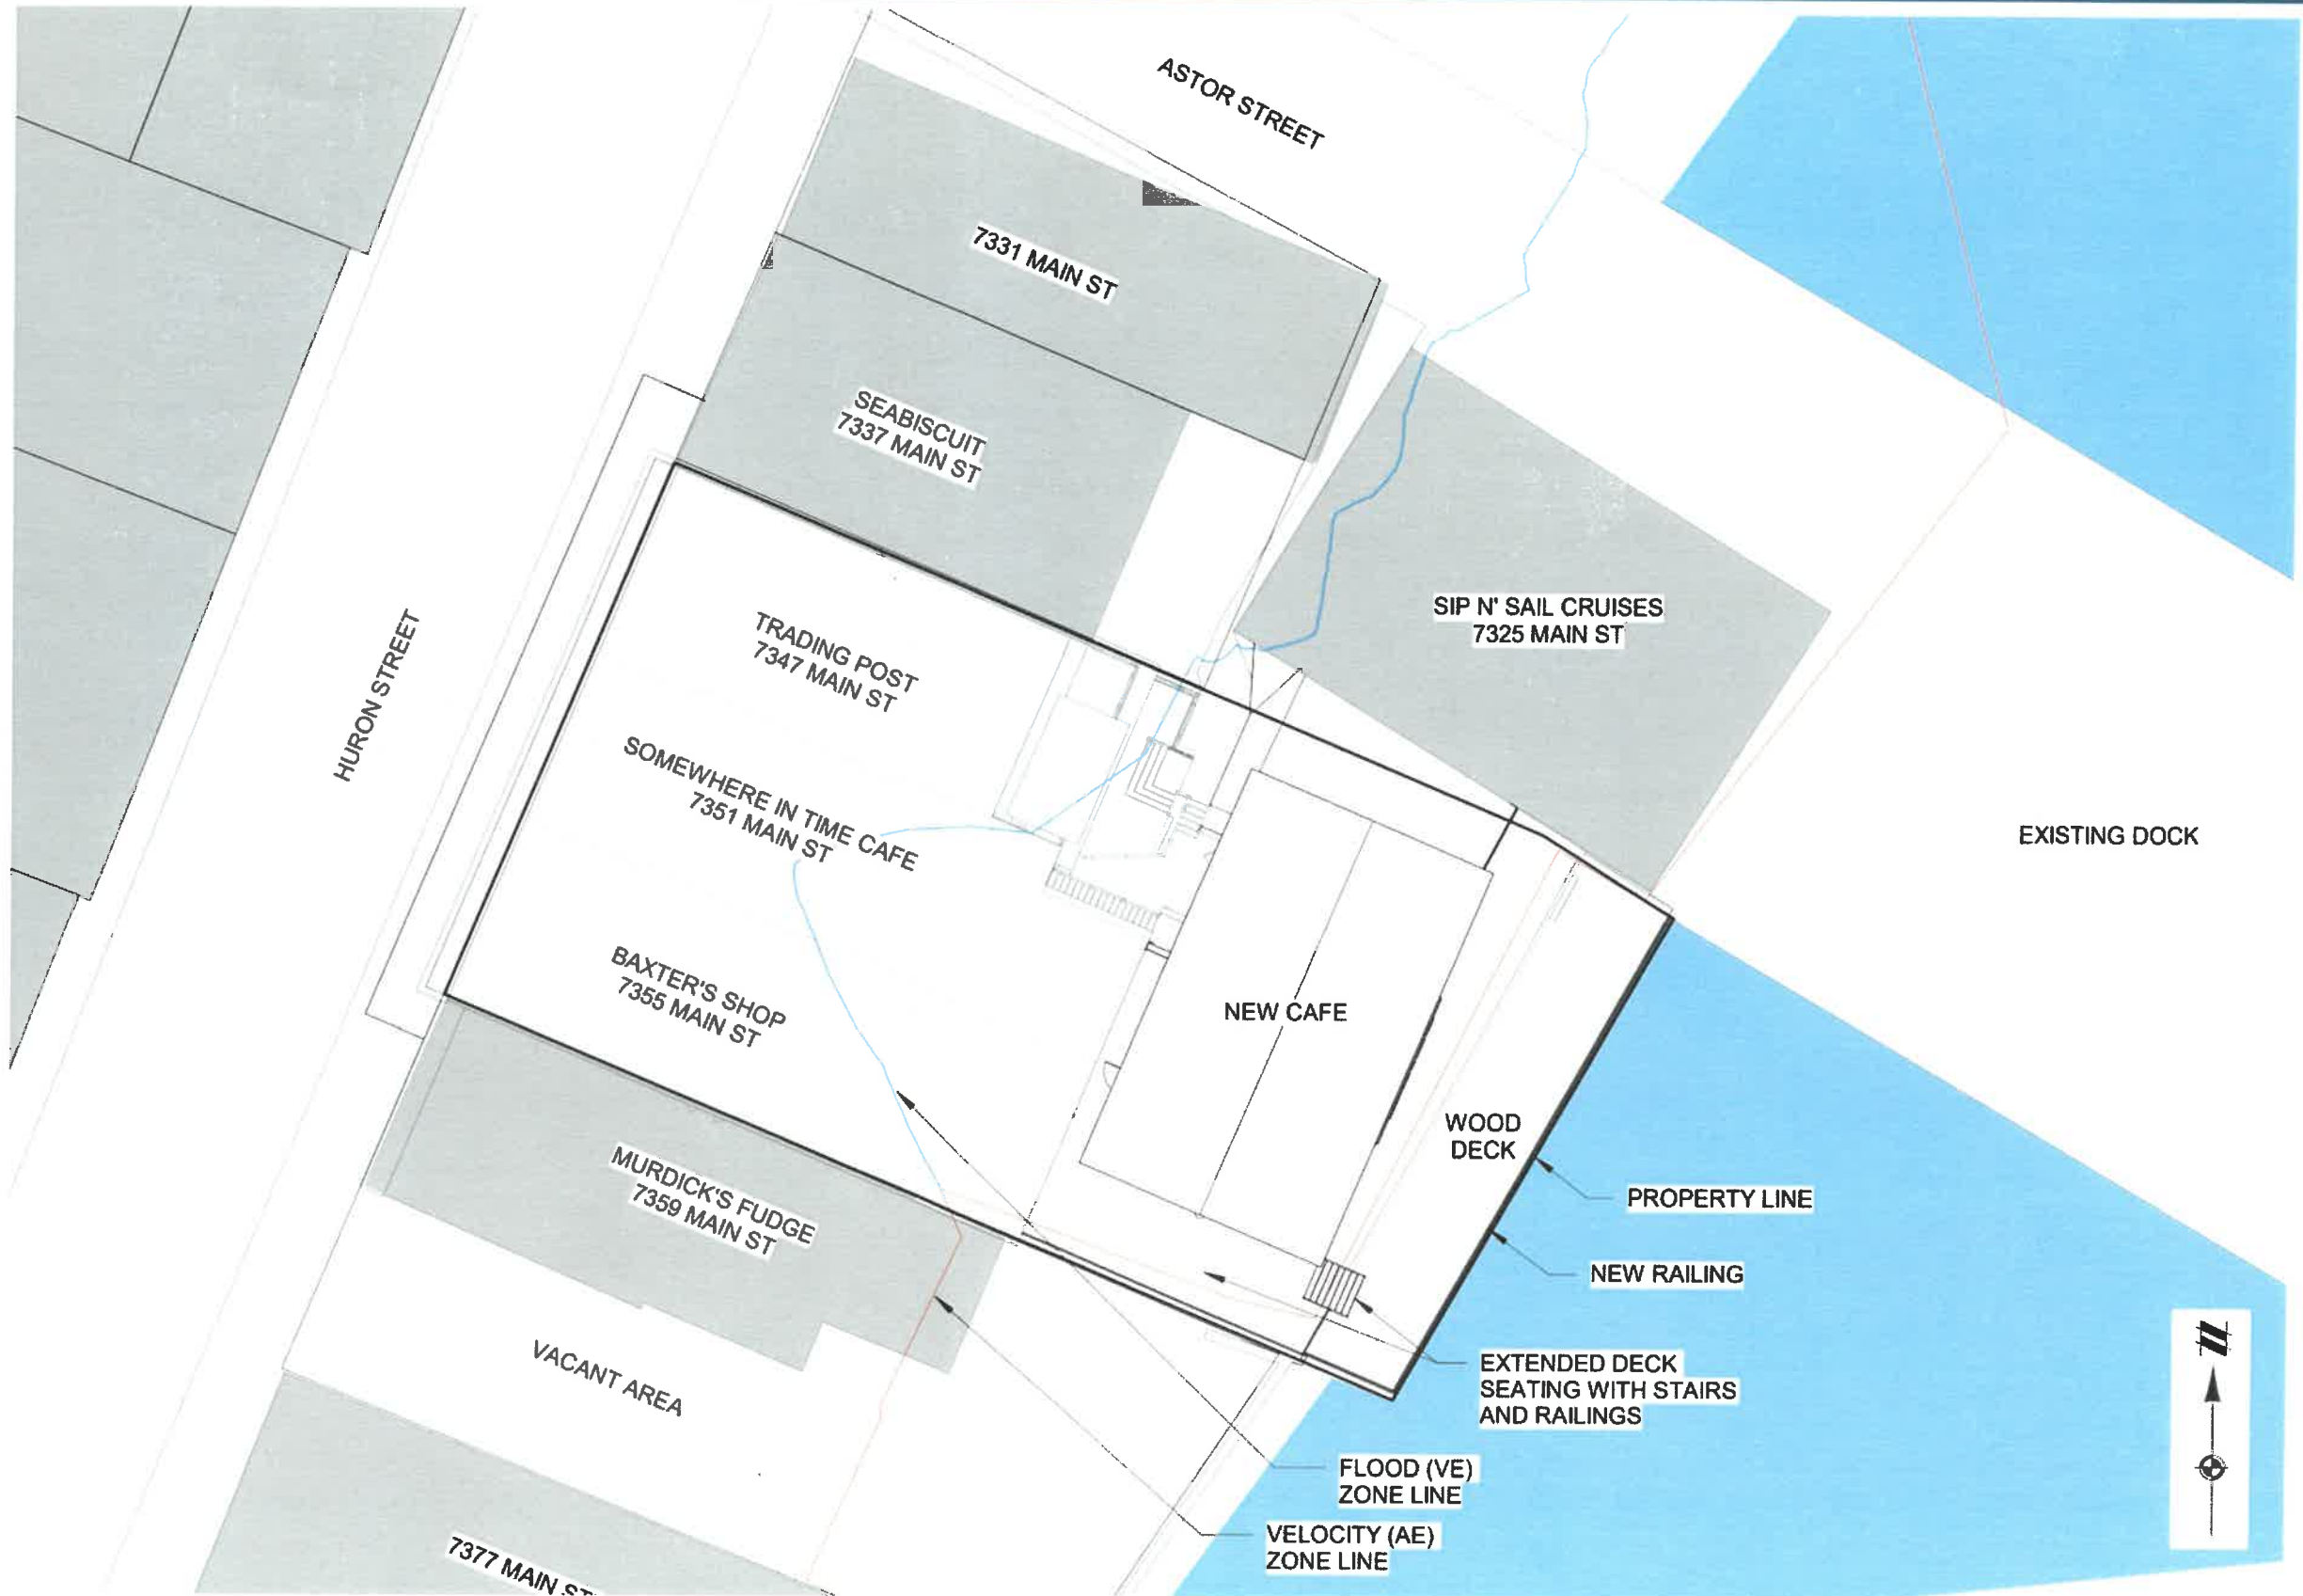 ASTOR STREET
7331 MAIN ST
SEABISCUIT
7337 MAIN ST
SIP N' SAIL CRUISES
7325 MAIN ST
TRADING POST
7347 MAIN ST
HURON STREET
SOMEWHERE IN TIME CAFE
7351 MAIN ST
EXISTING DOCK
BAXTER'S SHOP
7355 MAIN ST
NEW CAFE
WOOD
DECK
MURDICK'S FUDGE
7359 MAIN ST
PROPERTY LINE
NEW RAILING
VACANT AREA
EXTENDED DECK
SEATING WITH STAIRS
AND RAILINGS
FLOOD (VE)
ZONE LINE
VELOCITY (AE)
ZONE LINE
7377 MAIN ST